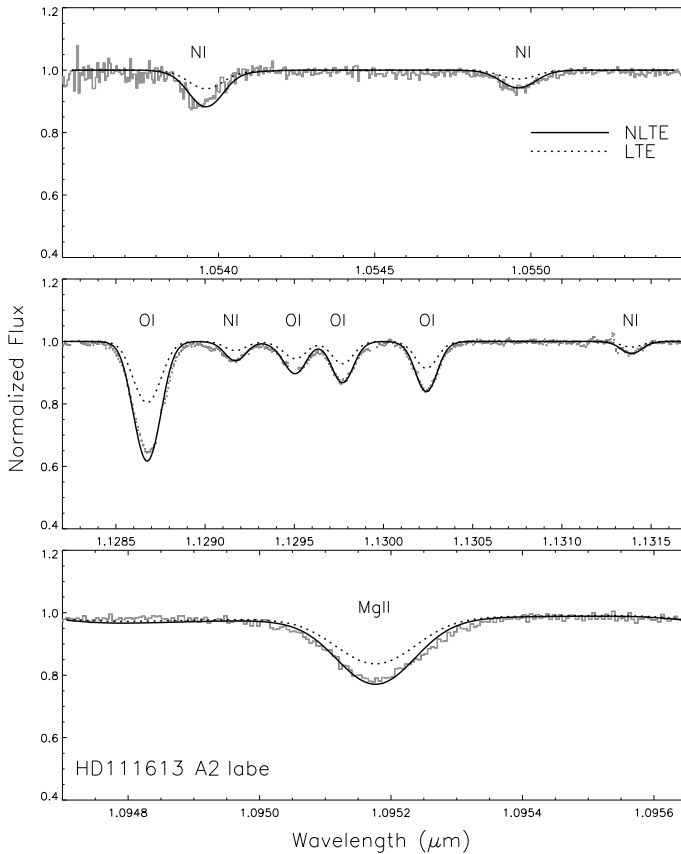 1.2
NI NI
1.0
NLTE
LTE
0.8
0.6
0.4
1.0540 1.0545 1.0550
1.2
OI NI OI OI OI NI
1.0
0.8
0.6
0.4
1.1285 1.1290 1.1295 1.1300 1.1305 1.1310 1.1315
Normalized Flux
1.2
MgII
1.0
0.8
0.6
HD111613 A2 Iabe
0.4
1.0948 1.0950 1.0952 1.0954 1.0956
Wavelength (μm)